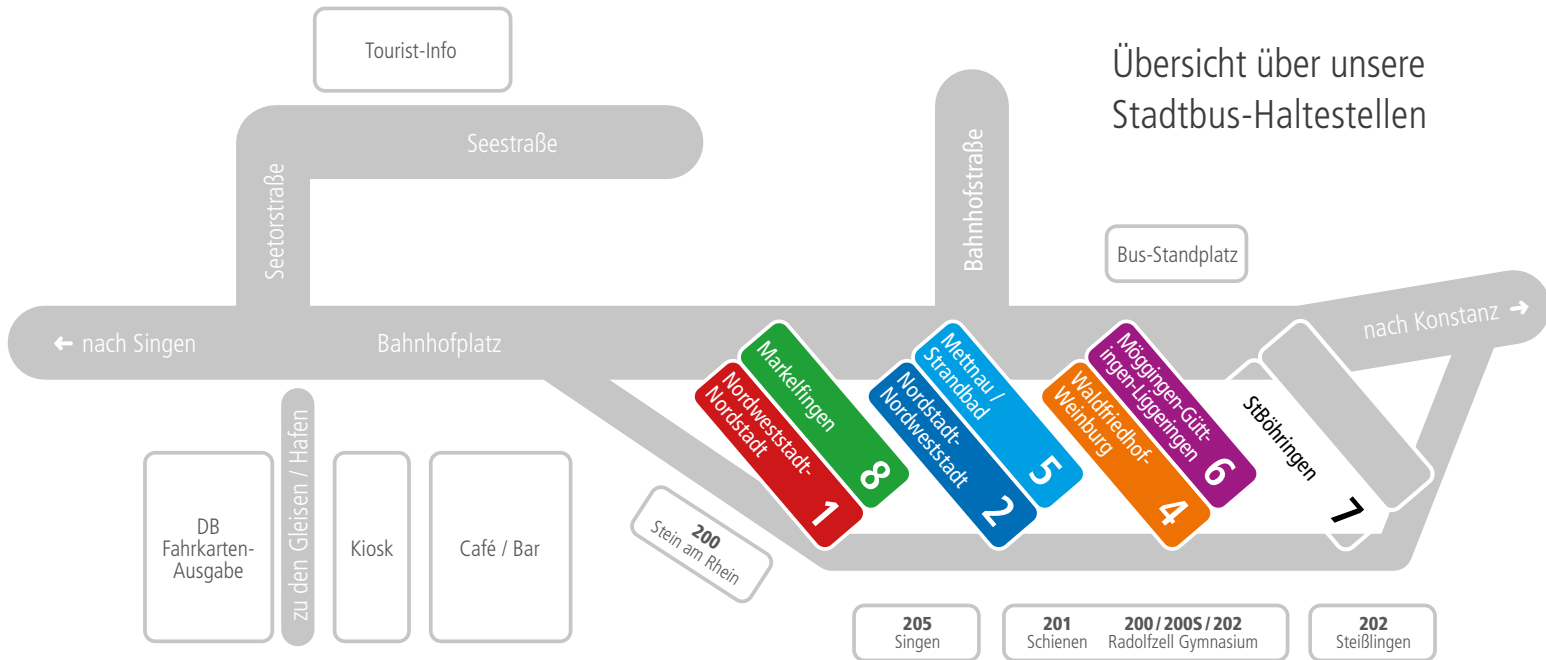 Tourist-Info
Übersicht über unsere
Stadtbus-Haltestellen
Seestraße
Seetorstraße
Bahnhofstraße
Bus-Standplatz
← nach Singen
Bahnhofplatz
nach Konstanz →
Markelfingen
8
Nordweststadt-
Nordstadt
1
Mettnau /
Strandbad
5
Nordstadt-
Nordweststadt
2
Möggingen-Gütt-
ingen-Liggeringen
6
Waldfriedhof-
Weinburg
4
StBöhringen
7
DB
Fahrkarten-
Ausgabe
zu den Gleisen / Hafen
Kiosk
Café / Bar
200
Stein am Rhein
205
Singen
201
Schienen
200 / 200S / 202
Radolfzell Gymnasium
202
Steißlingen